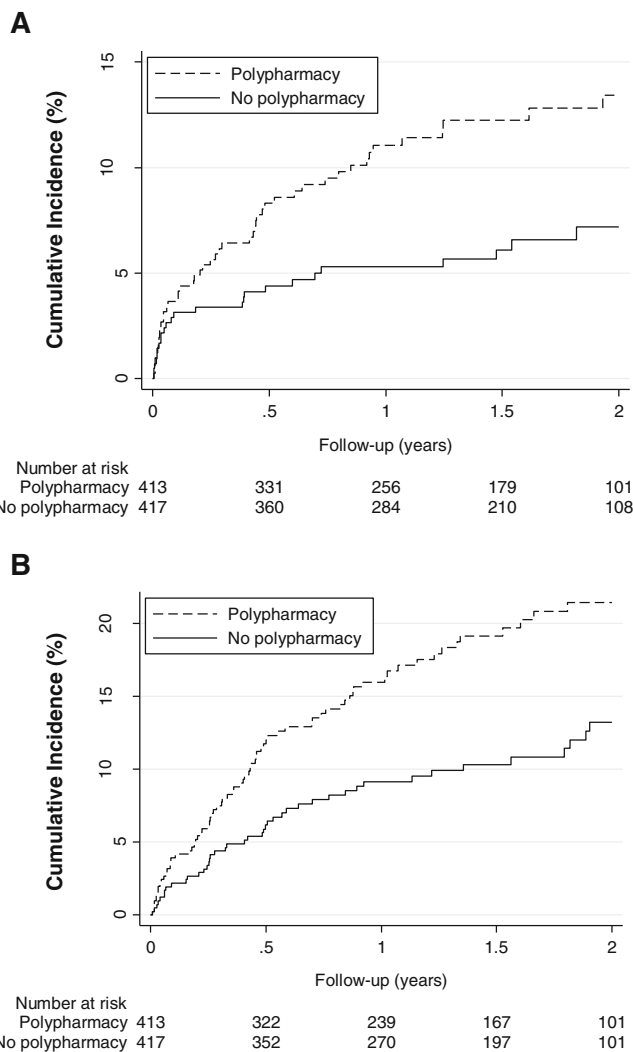 A
Cumulative Incidence (%)
15
10
5
0
Polypharmacy
No polypharmacy
0 .5 1 1.5 2
Follow-up (years)
Number at risk
Polypharmacy 413 331 256 179 101
No polypharmacy 417 360 284 210 108
B
Cumulative Incidence (%)
20
15
10
5
0
Polypharmacy
No polypharmacy
0 .5 1 1.5 2
Follow-up (years)
Number at risk
Polypharmacy 413 322 239 167 101
No polypharmacy 417 352 270 197 101